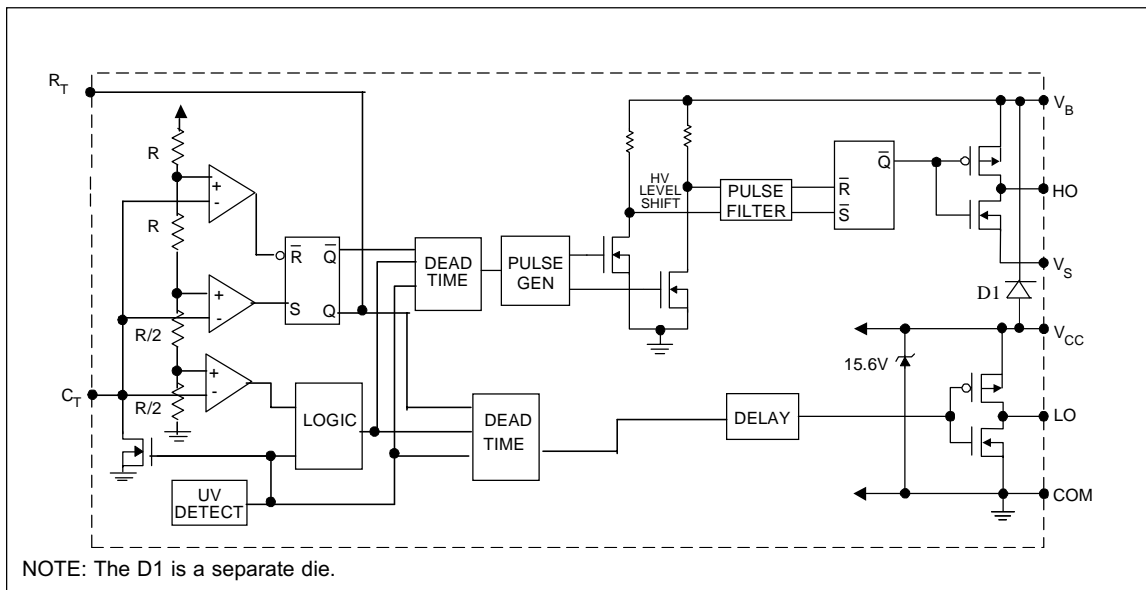 R_T
V_B
R
+
-
HV
LEVEL
SHIFT
PULSE
FILTER
R̅
S̅
Q̅
HO
R
R̅
Q̅
S
Q
DEAD
TIME
PULSE
GEN
V_S
D1
+
-
R/2
V_CC
15.6V
+
-
C_T
R/2
LOGIC
DEAD
TIME
DELAY
LO
UV
DETECT
COM
NOTE: The D1 is a separate die.